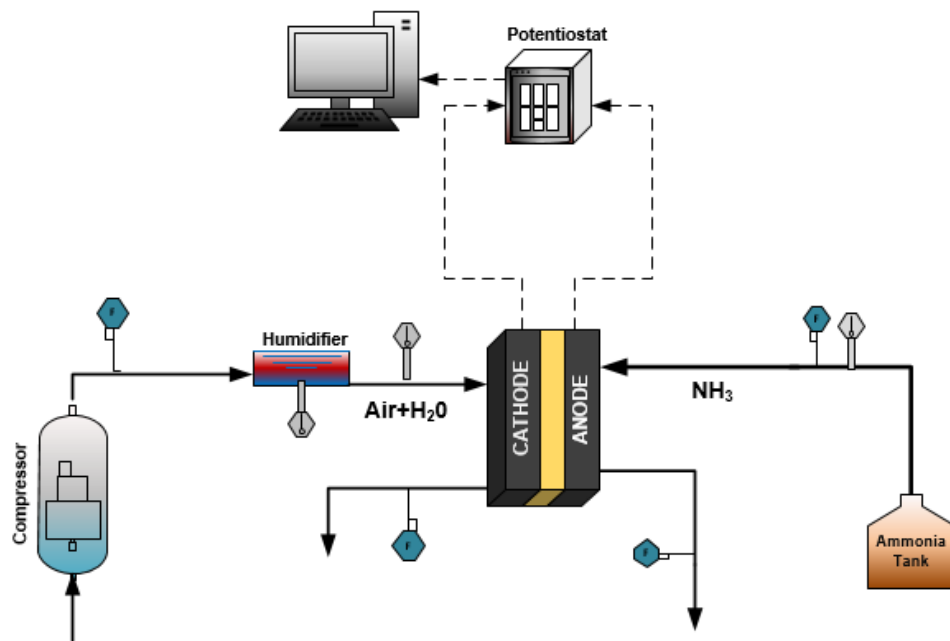 Potentiostat
F
Humidifier
F
Air+H₂0
CATHODE
ANODE
NH₃
Compressor
F
F
Ammonia
Tank